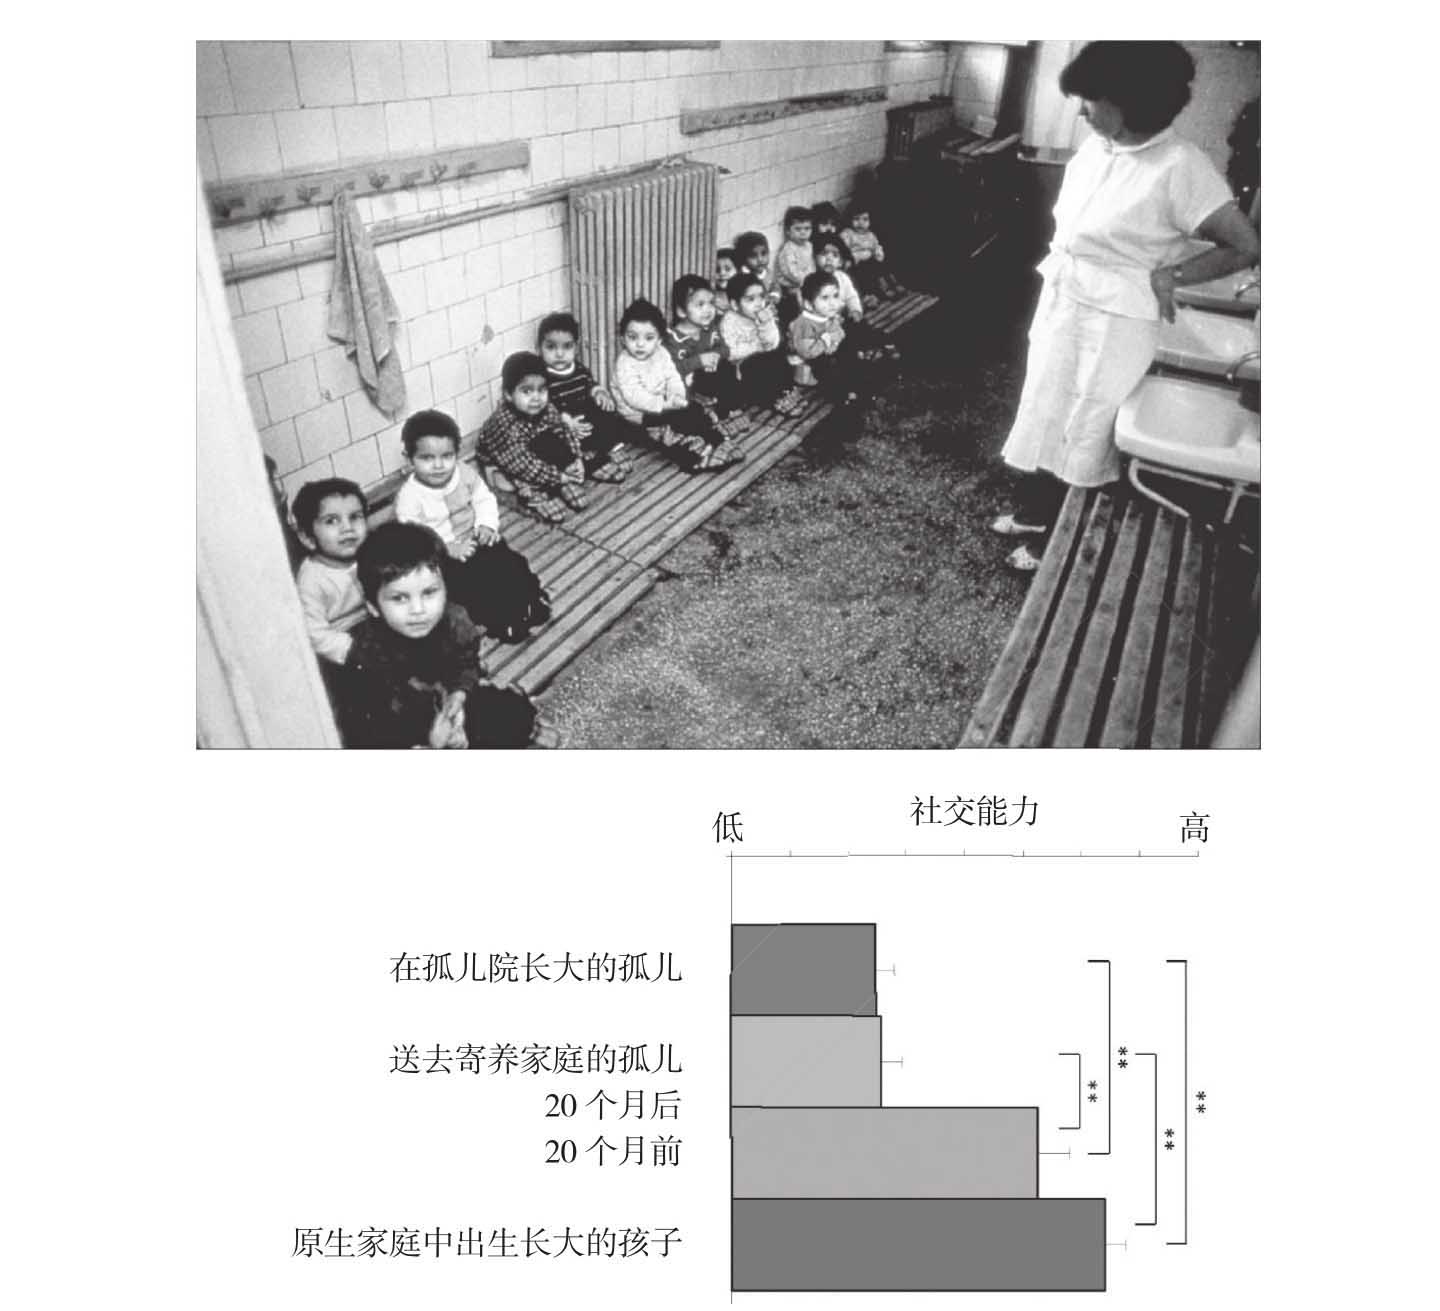 社交能力
低
高
在孤儿院长大的孤儿
送去寄养家庭的孤儿
20 个月后
20 个月前
原生家庭中出生长大的孩子
**
**
**
**